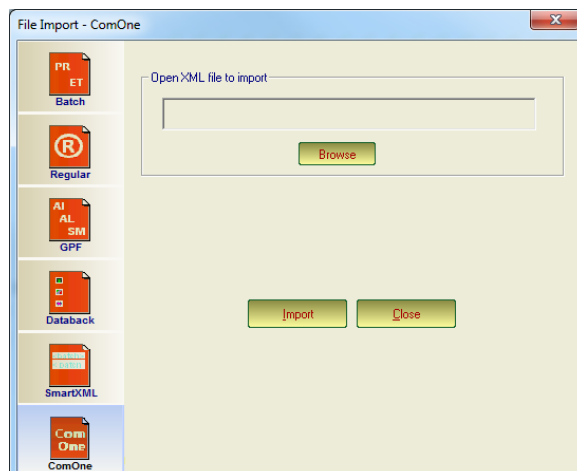 File Import - ComOne
X
PR
ET
Batch
Open XML file to import
Browse
R
Regular
AI
AL
SM
GPF
Databack
Import
Close
SmartXML
Com
One
ComOne